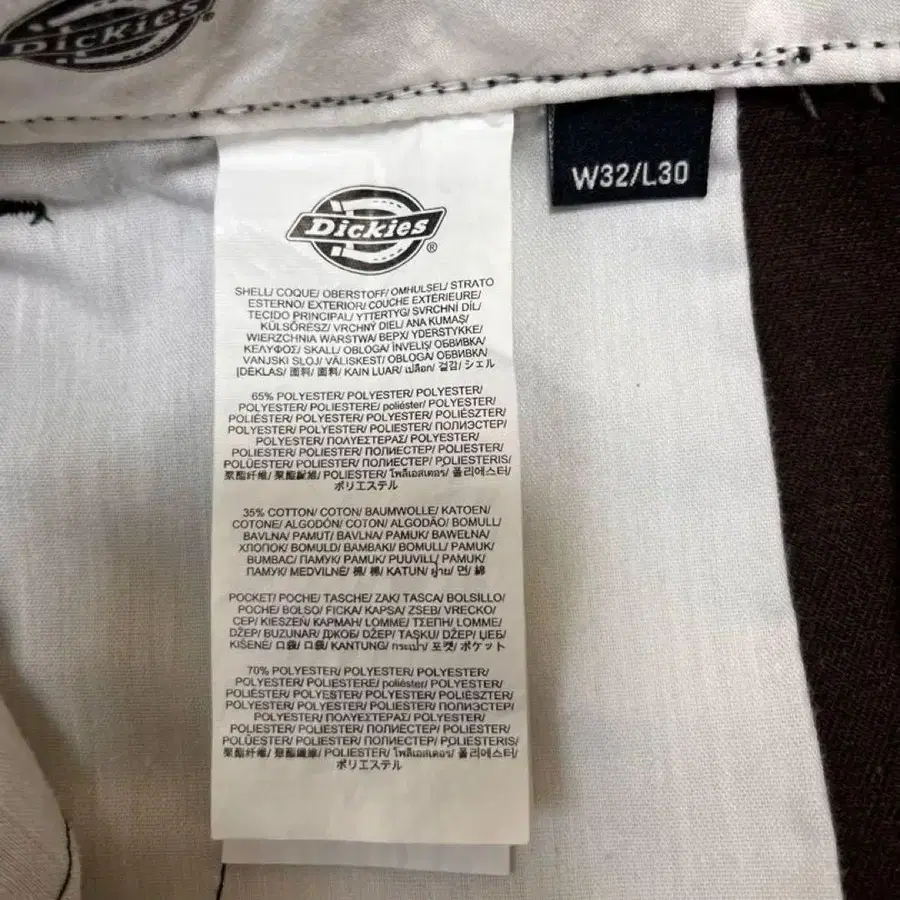 Dickies
W32/L30
Dickies®
SHELL/ COQUE/ OBERSTOFF/ OMHULSEL/ STRATO
ESTERNO/ EXTERIOR/ COUCHE EXTÉRIEURE/
TECIDO PRINCIPAL/ YTTERTYG/ SVRCHNÍ DÍL/
KÜLSŐRÉSZ/ VRCHNÝ DIEL/ ANA KUMAŞ/
WIERZCHNIA WARSTWA/ ВЕРХ/ YDERSTYKKE/
ΚΕΛΥΦΟΣ/ SKALL/ OBLOGA/ ÎNVELIŞ/ ОБВИВКА/
VANJSKI SLOJ/ VÄLISKEST/ OBLOGA/ ОБВИВКА/
ĮDĖKLAS/ 面料/ 面料/ KAIN LUAR/ เปลือก/ 겉감/ シェル
65% POLYESTER/ POLYESTER/ POLYESTER/
POLYESTER/ POLIESTERE/ poliéster/ POLYESTER/
POLIÉSTER/ POLYESTER/ POLYESTER/ POLIÉSZTER/
POLYESTER/ POLYESTER/ POLIESTER/ ПОЛИЭСТЕР/
POLYESTER/ ΠΟΛΥΕΣΤΕΡΑΣ/ POLYESTER/
POLIESTER/ POLIESTER/ ПОЛИЕСТЕР/ POLIESTER/
POLÜESTER/ POLIESTER/ ПОЛИЕСТЕР/ POLIESTERIS/
聚酯纤维/ 聚酯纖維/ POLIESTER/ โพลีเอสเตอร์/ 폴리에스터/
ポリエステル
35% COTTON/ COTON/ BAUMWOLLE/ KATOEN/
COTONE/ ALGODÓN/ COTON/ ALGODÃO/ BOMULL/
BAVLNA/ PAMUT/ BAVLNA/ PAMUK/ BAWEŁNA/
ХЛОПОК/ BOMULD/ ΒΑΜΒΑΚΙ/ BOMULL/ PAMUK/
BUMBAC/ ПАМУК/ PAMUK/ PUUVILL/ PAMUK/
ПАМУК/ MEDVILNĖ/ 棉/ 棉/ KATUN/ ฝ้าย/ 면/ 綿
POCKET/ POCHE/ TASCHE/ ZAK/ TASCA/ BOLSILLO/
POCHE/ BOLSO/ FICKA/ KAPSA/ ZSEB/ VRECKO/
CEP/ KIESZEŃ/ КАРМАН/ LOMME/ ΤΣΕΠΗ/ LOMME/
DŽEP/ BUZUNAR/ ДЖОБ/ DŽEP/ TASKU/ DŽEP/ ЏЕБ/
KIŠENĖ/ 口袋/ 口袋/ KANTUNG/ กระเป๋า/ 포켓/ ポケット
70% POLYESTER/ POLYESTER/ POLYESTER/
POLYESTER/ POLIESTERE/ poliéster/ POLYESTER/
POLIÉSTER/ POLYESTER/ POLYESTER/ POLIÉSZTER/
POLYESTER/ POLYESTER/ POLIESTER/ ПОЛИЭСТЕР/
POLYESTER/ ΠΟΛΥΕΣΤΕΡΑΣ/ POLYESTER/
POLIESTER/ POLIESTER/ ПОЛИЕСТЕР/ POLIESTER/
POLÜESTER/ POLIESTER/ ПОЛИЕСТЕР/ POLIESTERIS/
聚酯纤维/ 聚酯纖維/ POLIESTER/ โพลีเอสเตอร์/ 폴리에스터/
ポリエステル